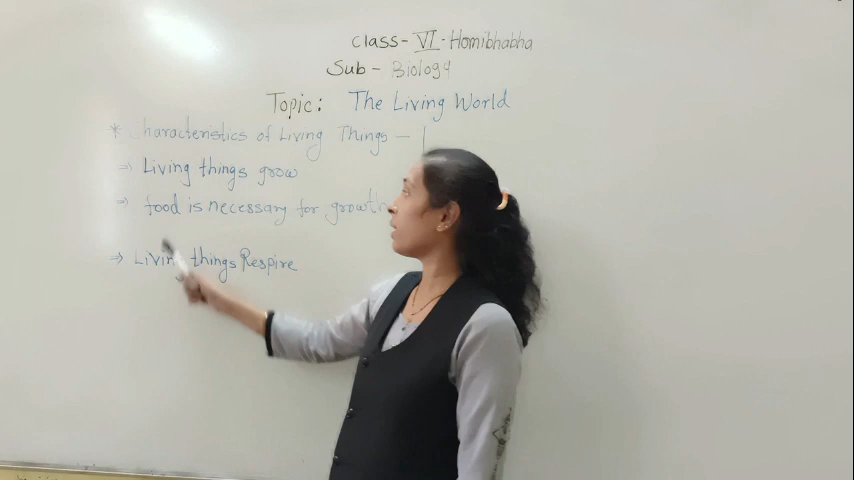 Class - VI - Homibhabha
Sub - Biology
Topic: The Living World
* Characteristics of Living Things -
⇒ Living things grow
⇒ food is necessary for growth
⇒ Living things Respire